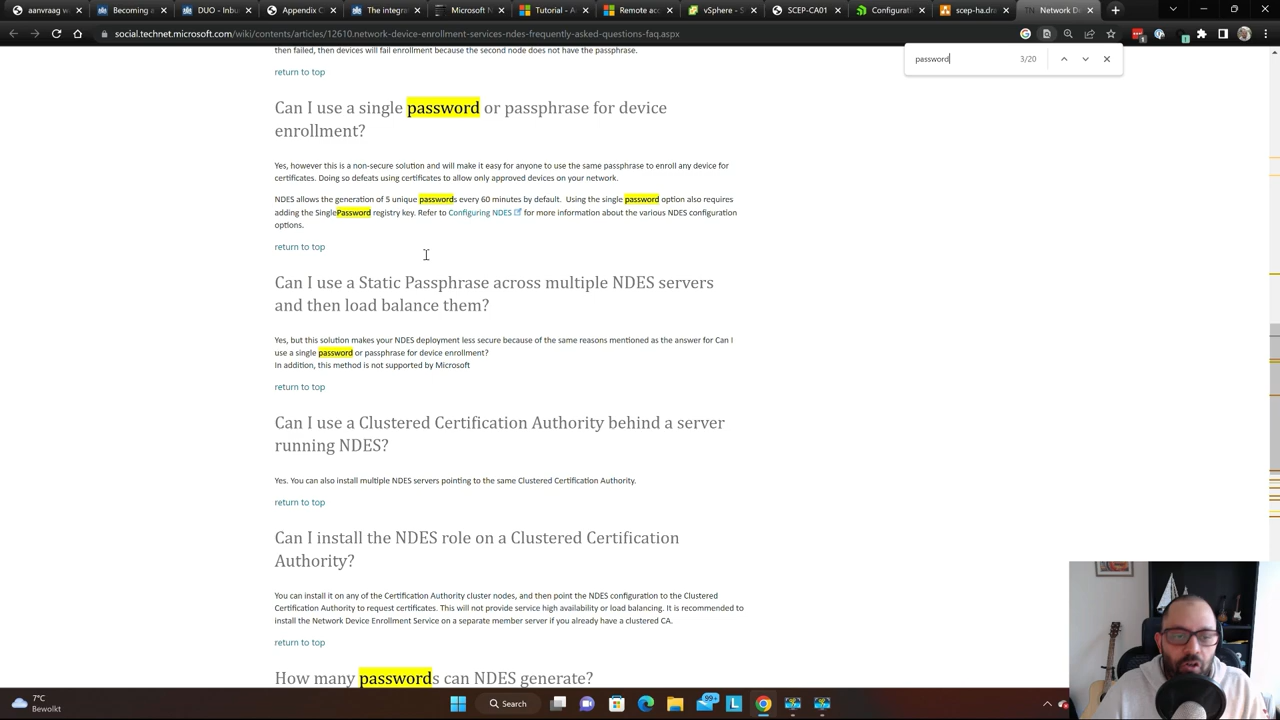 aanvraag w
Becoming a
DUO - Inbu
The integra
Tutorial - A
Remote acc
vSphere - S
SCEP-CA01
Configurati
scep-ha.dra
TN. Network D
social.technet.microsoft.com/wiki/contents/articles/12610.network-device-enrollment-services-ndes-frequently-asked-questions-faq.aspx
password
3/20
then failed, then devices will fail enrollment because the second node does not have the passphrase.
return to top
Can I use a single password or passphrase for device
enrollment?
Yes, however this is a non-secure solution and will make it easy for anyone to use the same passphrase to enroll any device for
certificates. Doing so defeats using certificates to allow only approved devices on your network.
NDES allows the generation of 5 unique passwords every 60 minutes by default. Using the single password option also requires
adding the SinglePassword registry key. Refer to Configuring NDES for more information about the various NDES configuration
options.
return to top
Can I use a Static Passphrase across multiple NDES servers
and then load balance them?
Yes, but this solution makes your NDES deployment less secure because of the same reasons mentioned as the answer for Can I
use a single password or passphrase for device enrollment?
In addition, this method is not supported by Microsoft
return to top
Can I use a Clustered Certification Authority behind a server
running NDES?
Yes. You can also install multiple NDES servers pointing to the same Clustered Certification Authority.
return to top
Can I install the NDES role on a Clustered Certification
Authority?
You can install it on any of the Certification Authority cluster nodes, and then point the NDES configuration to the Clustered
Certification Authority to request certificates. This will not provide service high availability or load balancing. It is recommended to
install the Network Device Enrollment Service on a separate member server if you already have a clustered CA.
return to top
How many passwords can NDES generate?
7°C
Bewolkt
Search
99+